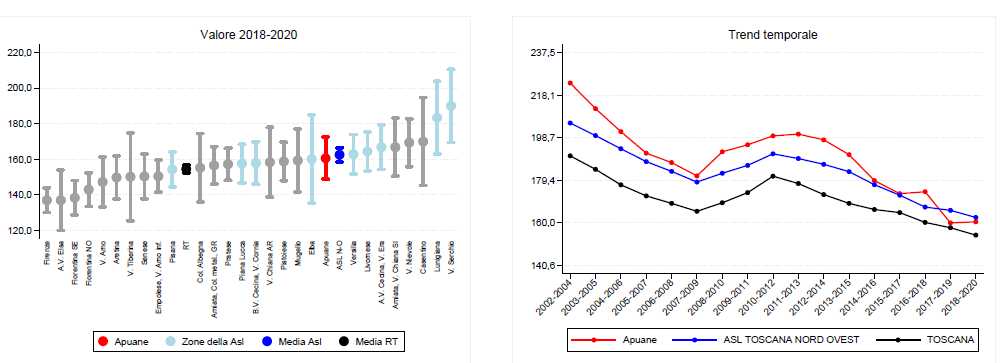 Valore 2018-2020
220,0
200,0
180,0
160,0
140,0
120,0
Firenze
A.V. Elsa
Fiorentina SE
Fiorentina NO
V. Arno
Aretina
V. Tiberina
Senese
Empolese, V. Arno Inf.
Pisana
RT
Col. Albegna
Amiata, Col. metal., GR
Pratese
Piana Lucca
B.V. Cecina, V. Cornia
V. Chiana AR
Pistoiese
Mugello
Elba
Apuane
ASL N-O
Versilia
Livornese
A.V. Cecina, V. Era
Amiata, V. Chiana SI
V. Nievole
Casentino
Lunigiana
V. Serchio
Apuane
Zone della Asl
Media Asl
Media RT
Trend temporale
237,5
218,1
198,7
179,4
160,0
140,6
2002-2004
2003-2005
2004-2006
2005-2007
2006-2008
2007-2009
2008-2010
2009-2011
2010-2012
2011-2013
2012-2014
2013-2015
2014-2016
2015-2017
2016-2018
2017-2019
2018-2020
Apuane
ASL TOSCANA NORD OVEST
TOSCANA